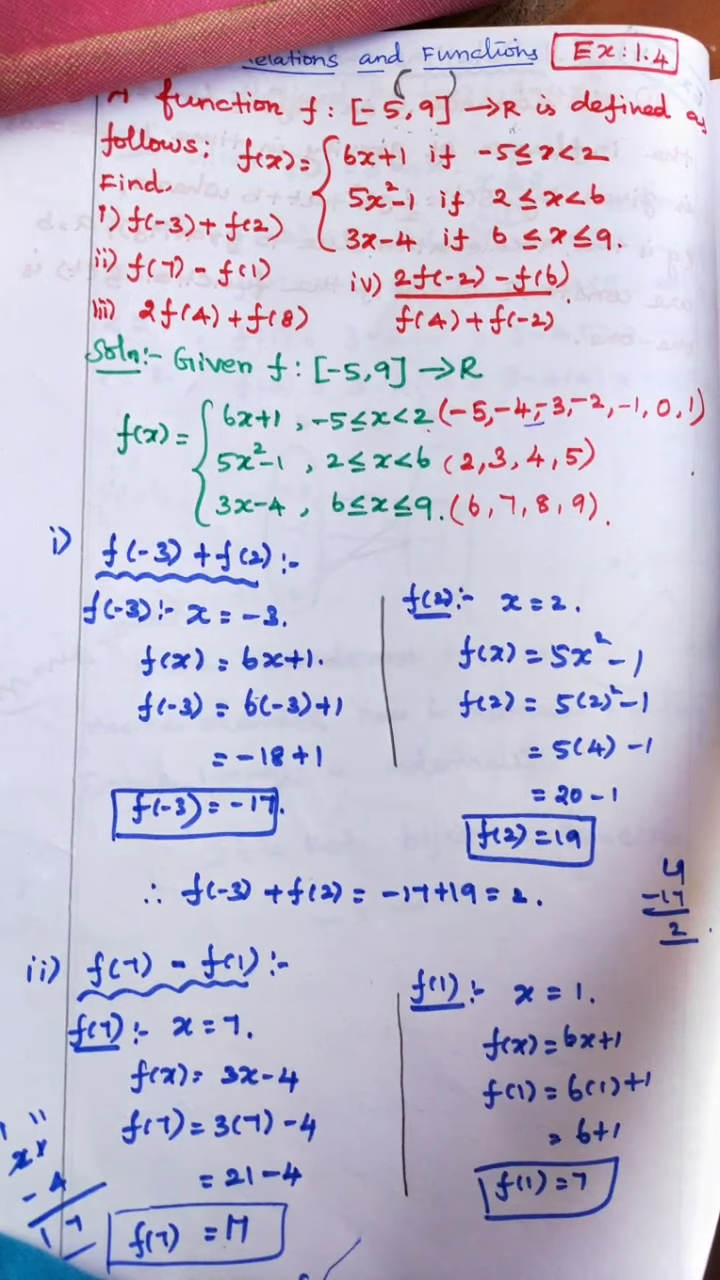 Relations and Functions Ex: 1.4
A function f : [-5, 9] → R is defined as
follows: f(x) = { 6x+1 if -5 ≤ x < 2
Find. 5x²-1 if 2 ≤ x < 6
i) f(-3) + f(2) 3x-4 if 6 ≤ x ≤ 9.
ii) f(7) - f(1) iv) 2f(-2) - f(6)
iii) 2f(4) + f(8) f(4) + f(-2)
Soln:- Given f : [-5,9] → R
f(x) = { 6x+1 , -5≤x<2 (-5,-4,-3,-2,-1,0,1)
5x²-1 , 2≤x<6 (2,3,4,5)
3x-4 , 6≤x≤9. (6,7,8,9).
i) f(-3) + f(2) :-
f(-3) :- x = -3.
f(x) = 6x+1.
f(-3) = 6(-3)+1
= -18+1
f(-3) = -17.
f(2) :- x = 2.
f(x) = 5x²-1
f(2) = 5(2)²-1
= 5(4) -1
= 20-1
f(2) = 19
∴ f(-3) + f(2) = -17+19 = 2.
-17
2
ii) f(7) - f(1) :-
f(7) :- x = 7.
f(x) = 3x-4
f(7) = 3(7) -4
= 21-4
f(7) = 17
f(1) :- x = 1.
f(x) = 6x+1
f(1) = 6(1)+1
= 6+1
f(1) = 7
- 4
17